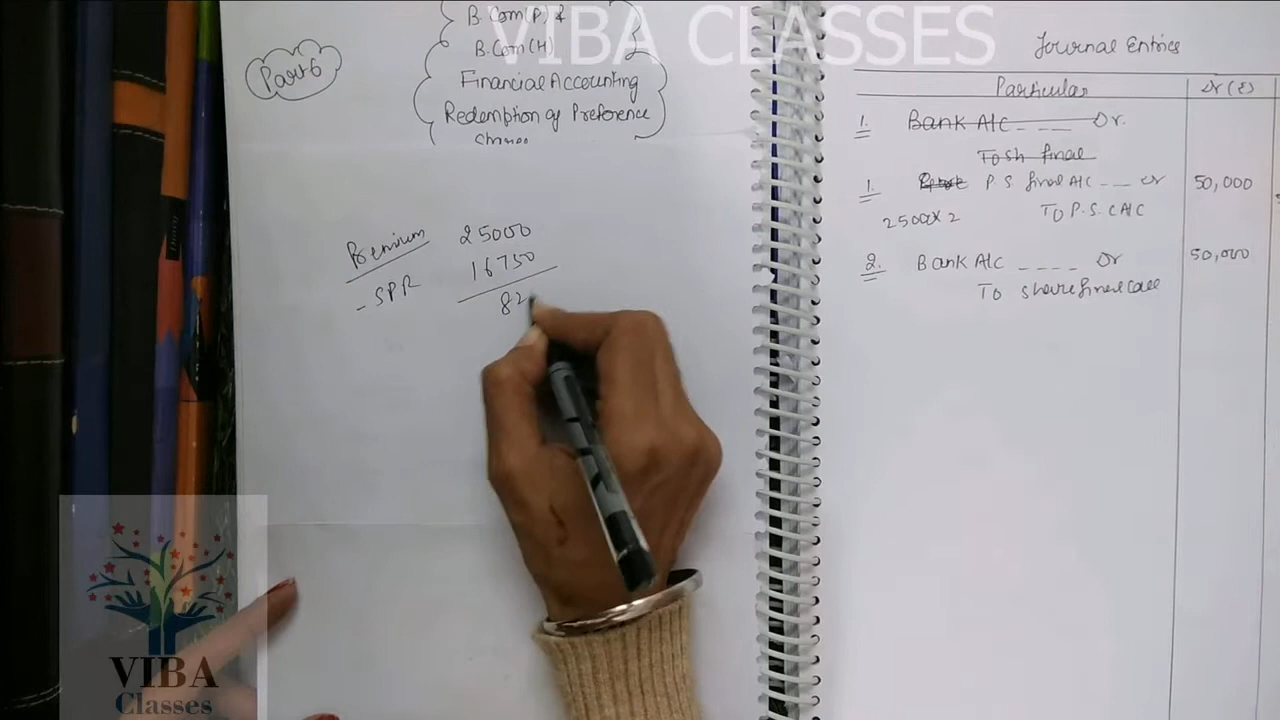 VIBA CLASSES
Part 6
B.Com(P) &
B.Com(H)
Financial Accounting
Redemption of Preference
Shares
Premium 25000
- SPR 16750
82
Journal Entries
Particular Dr(₹)
1. Bank A/C ---- Dr.
To Sh final
1. P.S. final A/C --- Dr 50,000
25000x2 To P.S.C A/C
2. Bank A/C ---- Dr 50,000
To share final call
VIBA
Classes